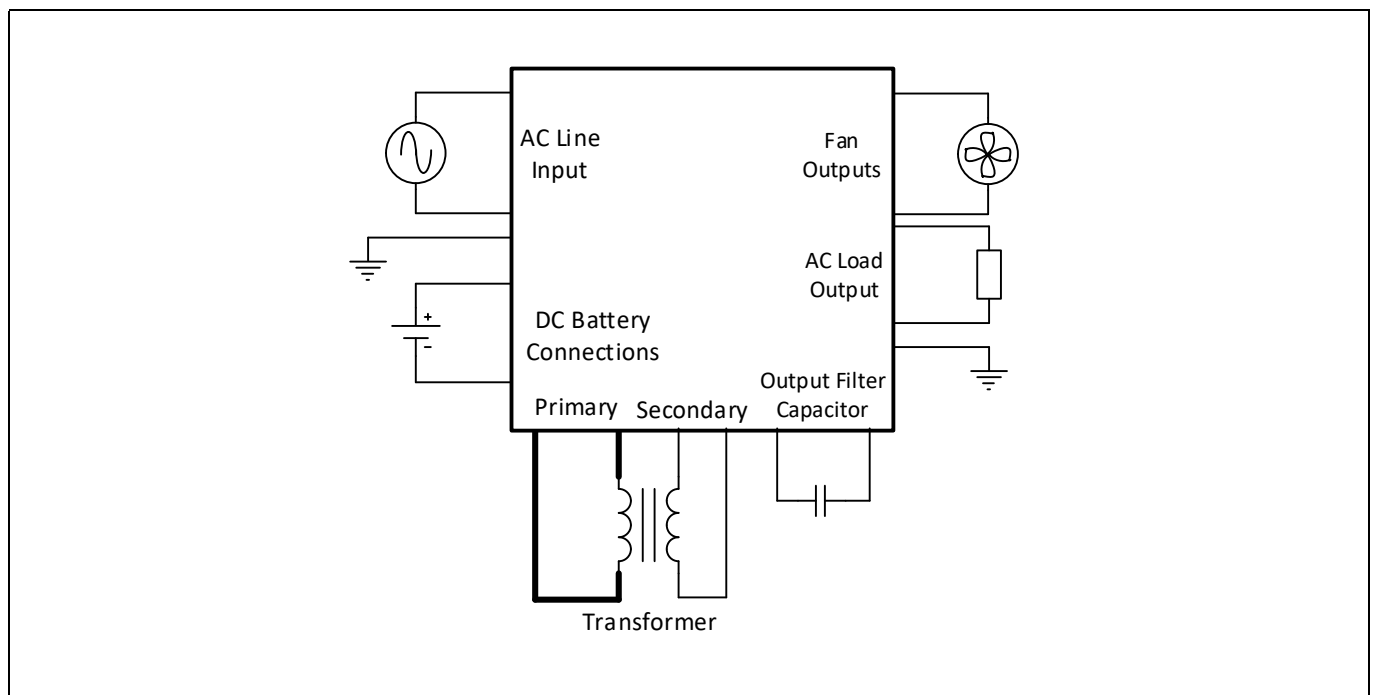 AC Line
Input
Fan
Outputs
AC Load
Output
DC Battery
Connections
+
-
Output Filter
Capacitor
Primary
Secondary
Transformer